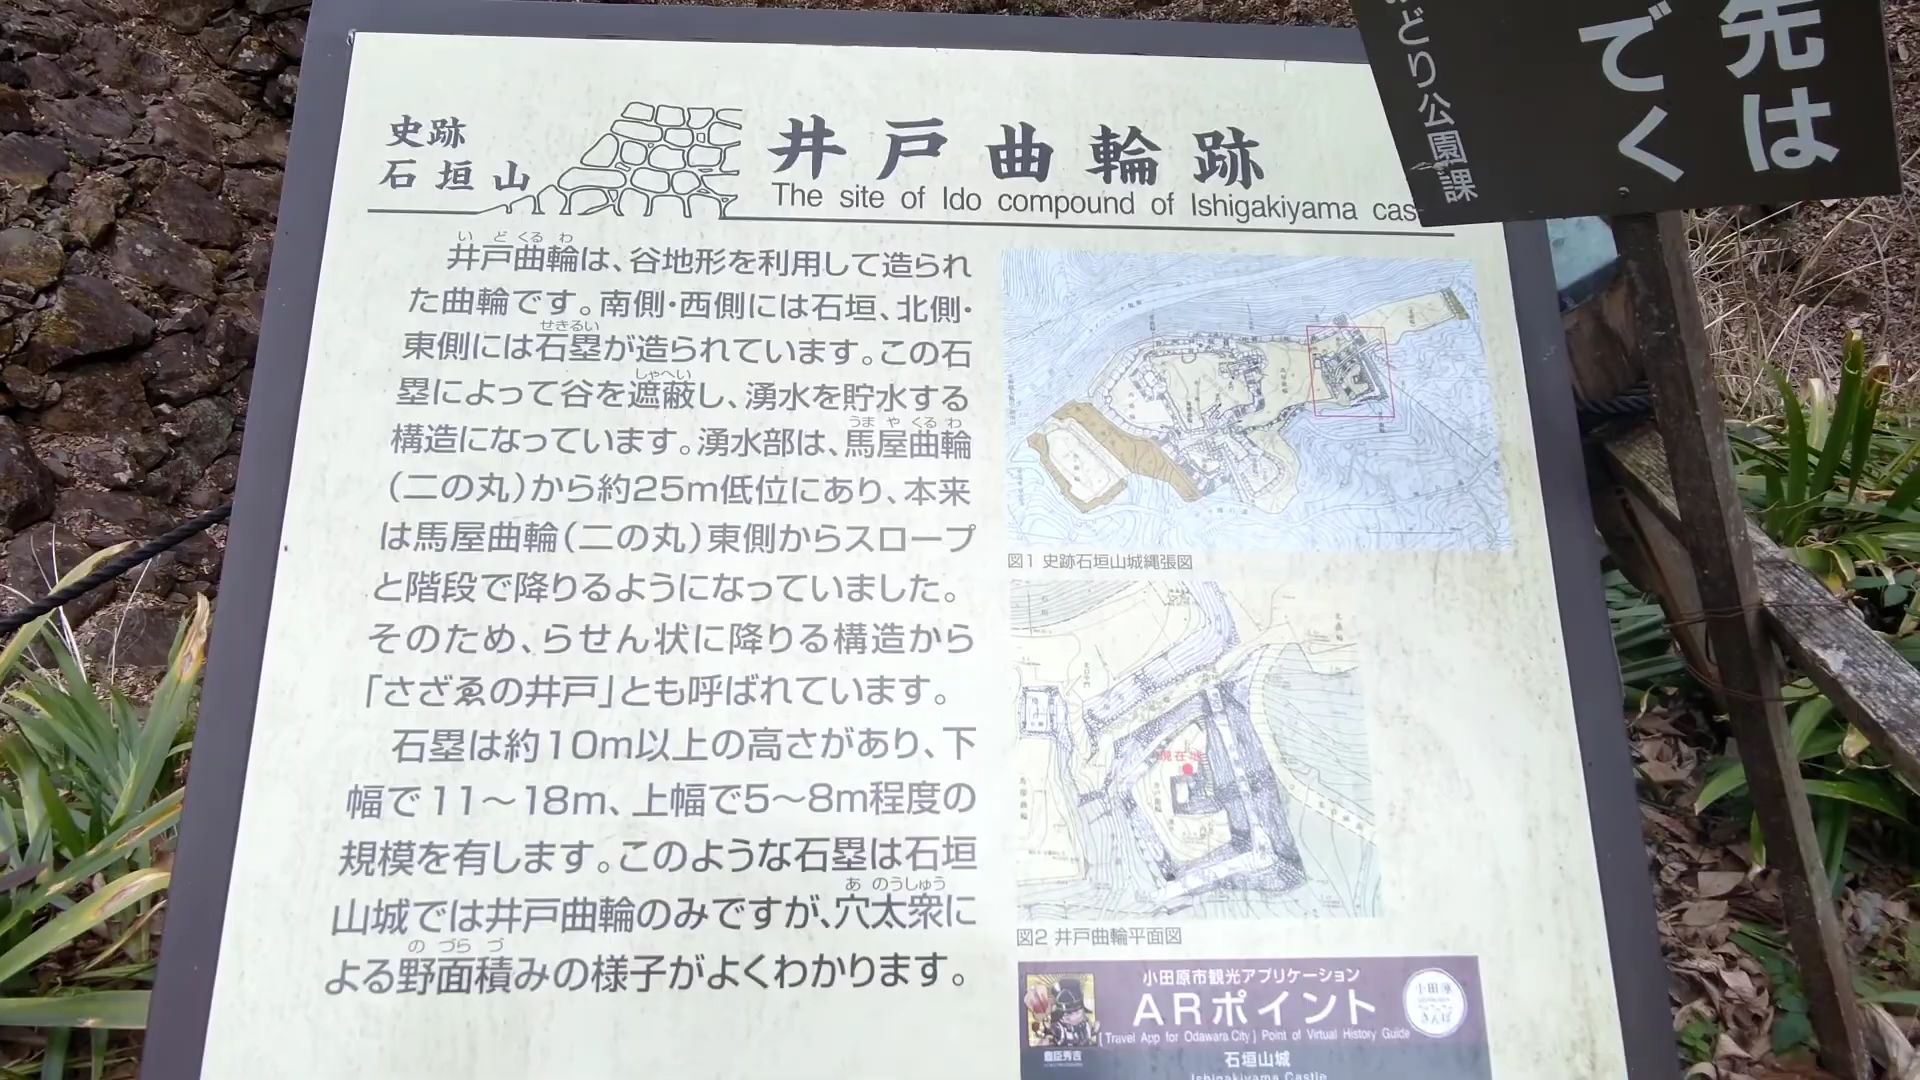 史跡
石垣山
井戸曲輪跡
The site of Ido compound of Ishigakiyama cas
いどくるわ
井戸曲輪は、谷地形を利用して造られ
た曲輪です。南側・西側には石垣、北側・
せきるい
東側には石塁が造られています。この石
しゃへい
塁によって谷を遮蔽し、湧水を貯水する
うまやくるわ
構造になっています。湧水部は、馬屋曲輪
（二の丸）から約25m低位にあり、本来
は馬屋曲輪（二の丸）東側からスロープ
と階段で降りるようになっていました。
そのため、らせん状に降りる構造から
「さざゑの井戸」とも呼ばれています。
石塁は約10m以上の高さがあり、下
幅で11～18m、上幅で5～8m程度の
規模を有します。このような石塁は石垣
あのうしゅう
山城では井戸曲輪のみですが、穴太衆に
のづらづ
よる野面積みの様子がよくわかります。
図1 史跡石垣山城縄張図
現在地
図2 井戸曲輪平面図
小田原市観光アプリケーション
ARポイント
[Travel App for Odawara City] Point of Virtual History Guide
石垣山城
Ishigakiyama Castle
豊臣秀吉
小田原
さんぽ
先は
でく
どり公園課